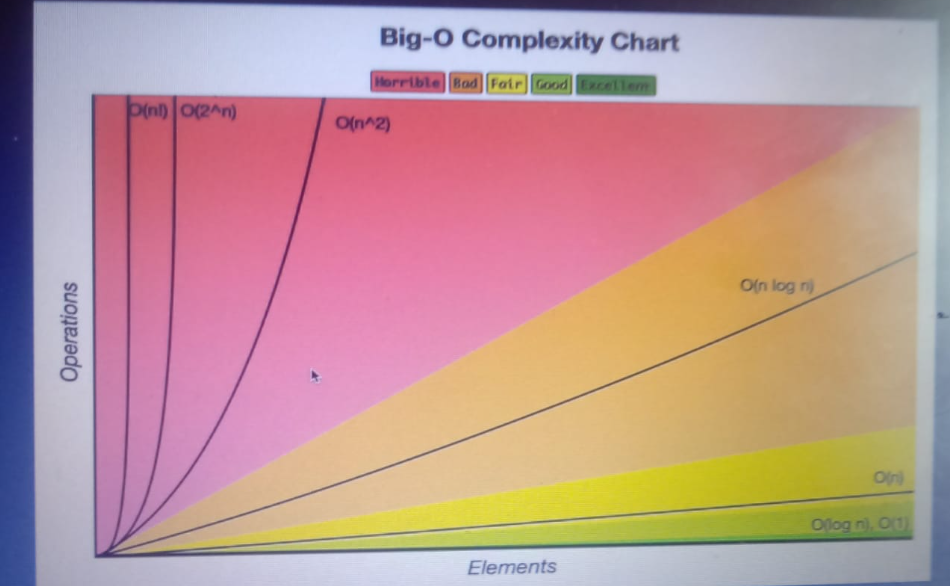 Big-O Complexity Chart
Horrible Bad Fair Good Excellent
O(n!) O(2^n)
O(n^2)
O(n log n)
O(n)
O(log n), O(1)
Operations
Elements